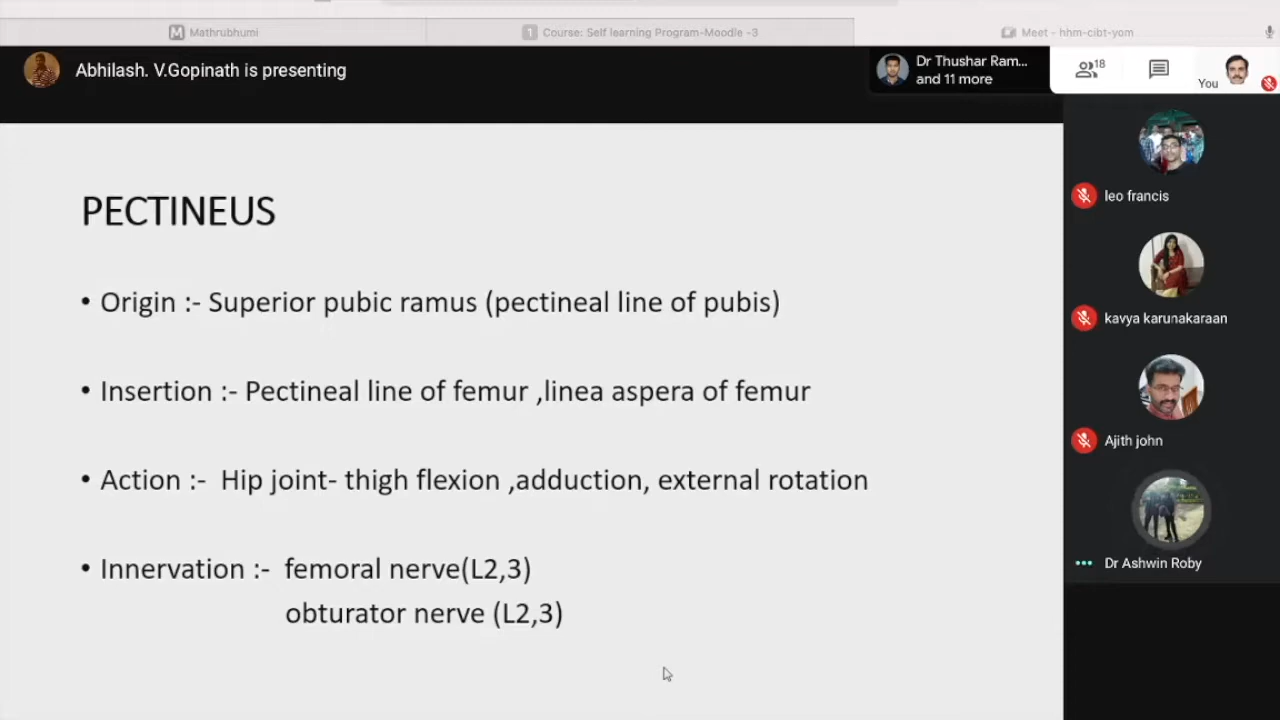 Mathrubhumi
1 Course: Self learning Program-Moodle -3
Meet - hhm-cibt-yom
Abhilash. V.Gopinath is presenting
Dr Thushar Ram...
and 11 more
18
You
PECTINEUS
• Origin :- Superior pubic ramus (pectineal line of pubis)
• Insertion :- Pectineal line of femur ,linea aspera of femur
• Action :- Hip joint- thigh flexion ,adduction, external rotation
• Innervation :- femoral nerve(L2,3)
obturator nerve (L2,3)
leo francis
kavya karunakaraan
Ajith john
Dr Ashwin Roby